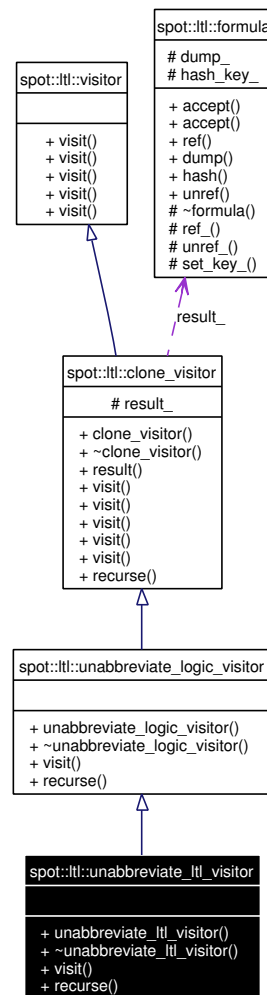 spot::ltl::formula
# dump_
# hash_key_
+ accept()
+ accept()
+ ref()
+ dump()
+ hash()
+ unref()
# ~formula()
# ref_()
# unref_()
# set_key_()
spot::ltl::visitor
+ visit()
+ visit()
+ visit()
+ visit()
+ visit()
result_
spot::ltl::clone_visitor
# result_
+ clone_visitor()
+ ~clone_visitor()
+ result()
+ visit()
+ visit()
+ visit()
+ visit()
+ visit()
+ recurse()
spot::ltl::unabbreviate_logic_visitor
+ unabbreviate_logic_visitor()
+ ~unabbreviate_logic_visitor()
+ visit()
+ recurse()
spot::ltl::unabbreviate_ltl_visitor
+ unabbreviate_ltl_visitor()
+ ~unabbreviate_ltl_visitor()
+ visit()
+ recurse()